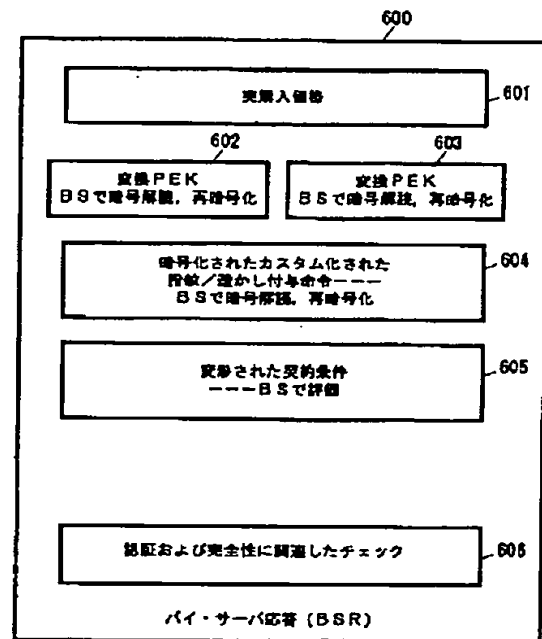 600
実購入価格
601
602
603
変換PEK
BSで暗号解読,再暗号化
変換PEK
BSで暗号解読,再暗号化
暗号化されたカスタム化された
指紋/透かし付与命令———
BSで暗号解読,再暗号化
604
変形された契約条件
———BSで評価
605
認証および完全性に関連したチェック
606
バイ・サーバ応答(BSR)